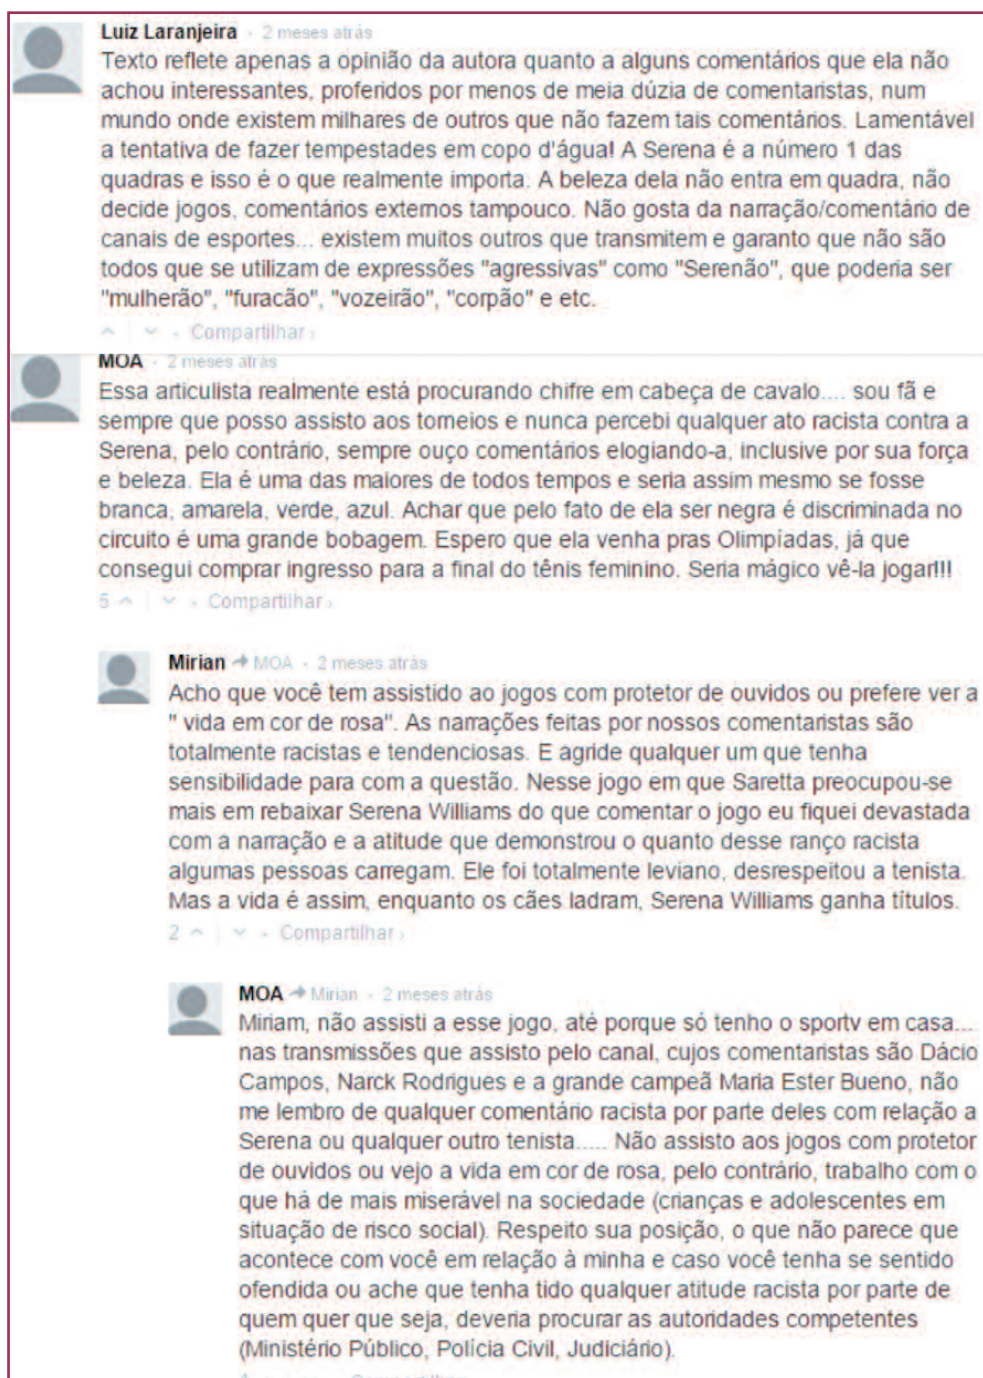 Luiz Laranjeira · 2 meses atrás
Texto reflete apenas a opinião da autora quanto a alguns comentários que ela não
achou interessantes, proferidos por menos de meia dúzia de comentaristas, num
mundo onde existem milhares de outros que não fazem tais comentários. Lamentável
a tentativa de fazer tempestades em copo d'água! A Serena é a número 1 das
quadras e isso é o que realmente importa. A beleza dela não entra em quadra, não
decide jogos, comentários externos tampouco. Não gosta da narração/comentário de
canais de esportes... existem muitos outros que transmitem e garanto que não são
todos que se utilizam de expressões "agressivas" como "Serenão", que poderia ser
"mulherão", "furacão", "vozeirão", "corpão" e etc.
Compartilhar ›
MOA · 2 meses atrás
Essa articulista realmente está procurando chifre em cabeça de cavalo.... sou fã e
sempre que posso assisto aos torneios e nunca percebi qualquer ato racista contra a
Serena, pelo contrário, sempre ouço comentários elogiando-a, inclusive por sua força
e beleza. Ela é uma das maiores de todos tempos e seria assim mesmo se fosse
branca, amarela, verde, azul. Achar que pelo fato de ela ser negra é discriminada no
circuito é uma grande bobagem. Espero que ela venha pras Olimpíadas, já que
consegui comprar ingresso para a final do tênis feminino. Seria mágico vê-la jogar!!!
5 · Compartilhar ›
Mirian → MOA · 2 meses atrás
Acho que você tem assistido ao jogos com protetor de ouvidos ou prefere ver a
" vida em cor de rosa". As narrações feitas por nossos comentaristas são
totalmente racistas e tendenciosas. E agride qualquer um que tenha
sensibilidade para com a questão. Nesse jogo em que Saretta preocupou-se
mais em rebaixar Serena Williams do que comentar o jogo eu fiquei devastada
com a narração e a atitude que demonstrou o quanto desse ranço racista
algumas pessoas carregam. Ele foi totalmente leviano, desrespeitou a tenista.
Mas a vida é assim, enquanto os cães ladram, Serena Williams ganha títulos.
2 · Compartilhar ›
MOA → Mirian · 2 meses atrás
Miriam, não assisti a esse jogo, até porque só tenho o sportv em casa...
nas transmissões que assisto pelo canal, cujos comentaristas são Dácio
Campos, Narck Rodrigues e a grande campeã Maria Ester Bueno, não
me lembro de qualquer comentário racista por parte deles com relação a
Serena ou qualquer outro tenista..... Não assisto aos jogos com protetor
de ouvidos ou vejo a vida em cor de rosa, pelo contrário, trabalho com o
que há de mais miserável na sociedade (crianças e adolescentes em
situação de risco social). Respeito sua posição, o que não parece que
acontece com você em relação à minha e caso você tenha se sentido
ofendida ou ache que tenha tido qualquer atitude racista por parte de
quem quer que seja, deveria procurar as autoridades competentes
(Ministério Público, Polícia Civil, Judiciário).